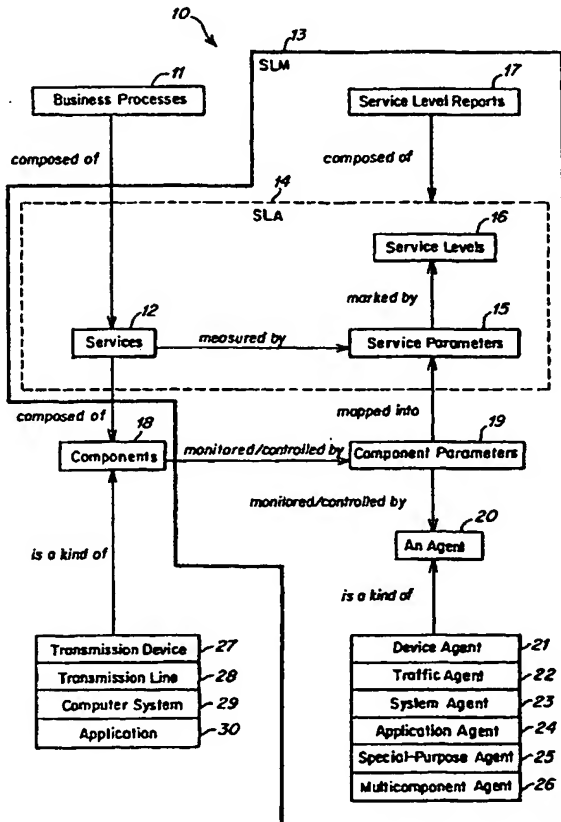 10
13
SLM
11
Business Processes
17
Service Level Reports
composed of
composed of
14
SLA
16
Service Levels
marked by
12
Services
measured by
15
Service Parameters
composed of
mapped into
18
Components
monitored/controlled by
19
Component Parameters
monitored/controlled by
20
An Agent
is a kind of
is a kind of
Transmission Device 27
Transmission Line 28
Computer System 29
Application 30
Device Agent 21
Traffic Agent 22
System Agent 23
Application Agent 24
Special-Purpose Agent 25
Multicomponent Agent 26